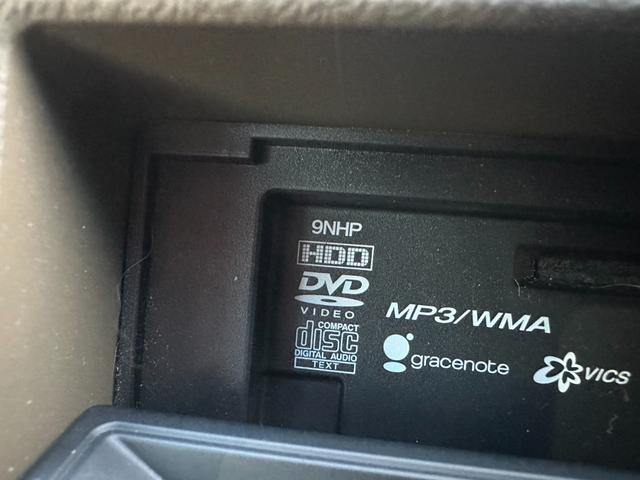 9NHP
HDD
DVD
VIDEO
MP3/WMA
COMPACT
disc
DIGITAL AUDIO
TEXT
gracenote
VICS